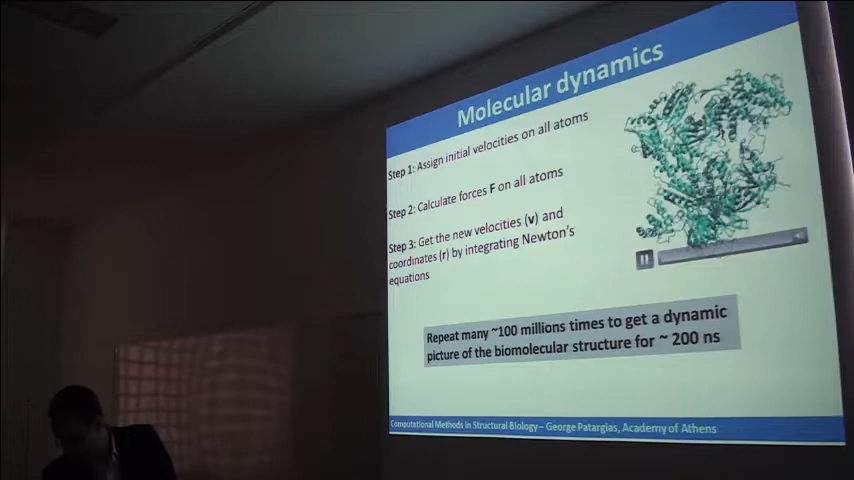 Molecular dynamics
Step 1: Assign initial velocities on all atoms
Step 2: Calculate forces F on all atoms
Step 3: Get the new velocities (v) and
coordinates (r) by integrating Newton's
equations
Repeat many ~100 millions times to get a dynamic
picture of the biomolecular structure for ~ 200 ns
Computational Methods in Structural Biology – George Patargias, Academy of Athens